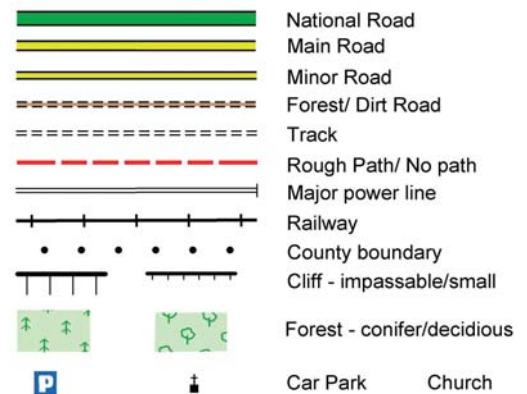 National Road
Main Road
Minor Road
Forest/ Dirt Road
Track
Rough Path/ No path
Major power line
Railway
County boundary
Cliff - impassable/small
Forest - conifer/decidious
P Car Park Church